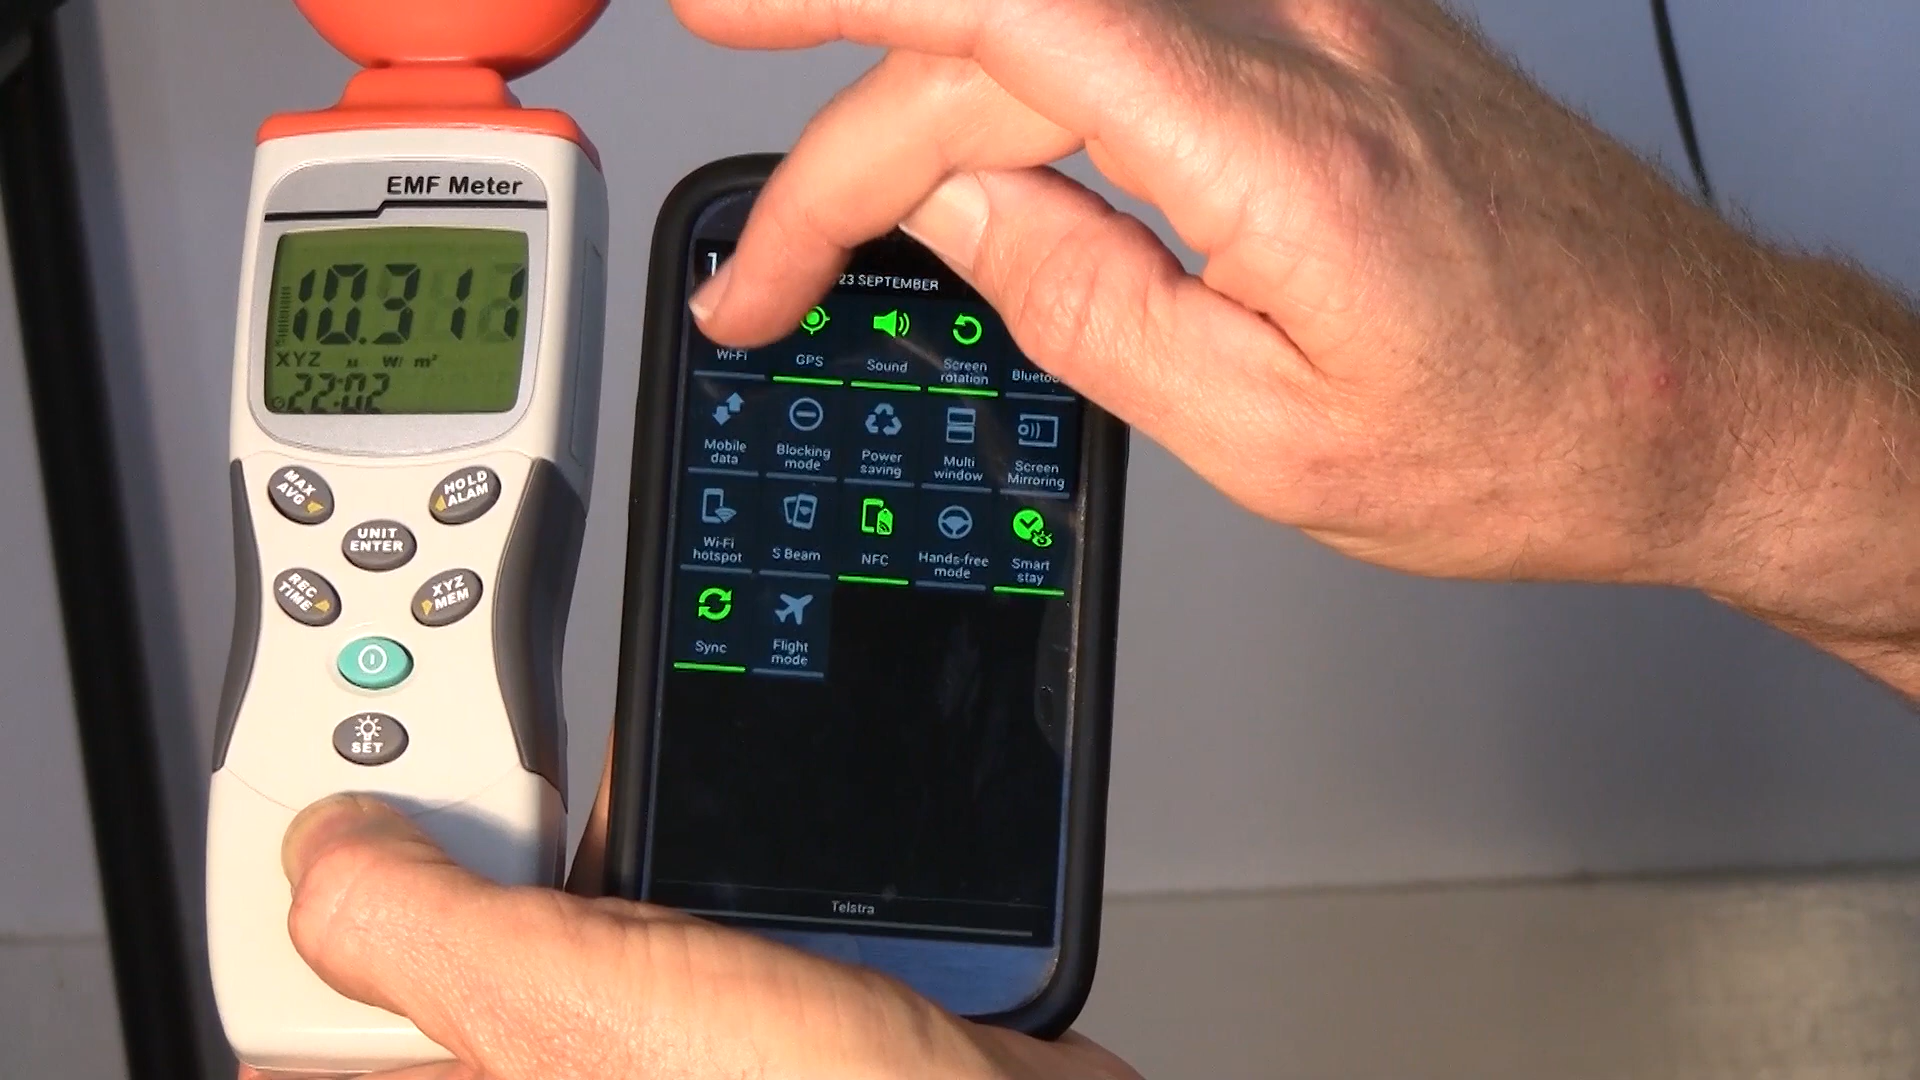 EMF Meter
XYZ µ W/ m²
22:02
MAX
AVG
HOLD
ALAM
UNIT
ENTER
REC
TIME
XYZ
MEM
SET
23 SEPTEMBER
Wi-Fi
GPS
Sound
Screen
rotation
Mobile
data
Blocking
mode
Power
saving
Multi
window
Screen
Mirroring
Wi-Fi
hotspot
S Beam
NFC
Hands-free
mode
Smart
stay
Sync
Flight
mode
Telstra